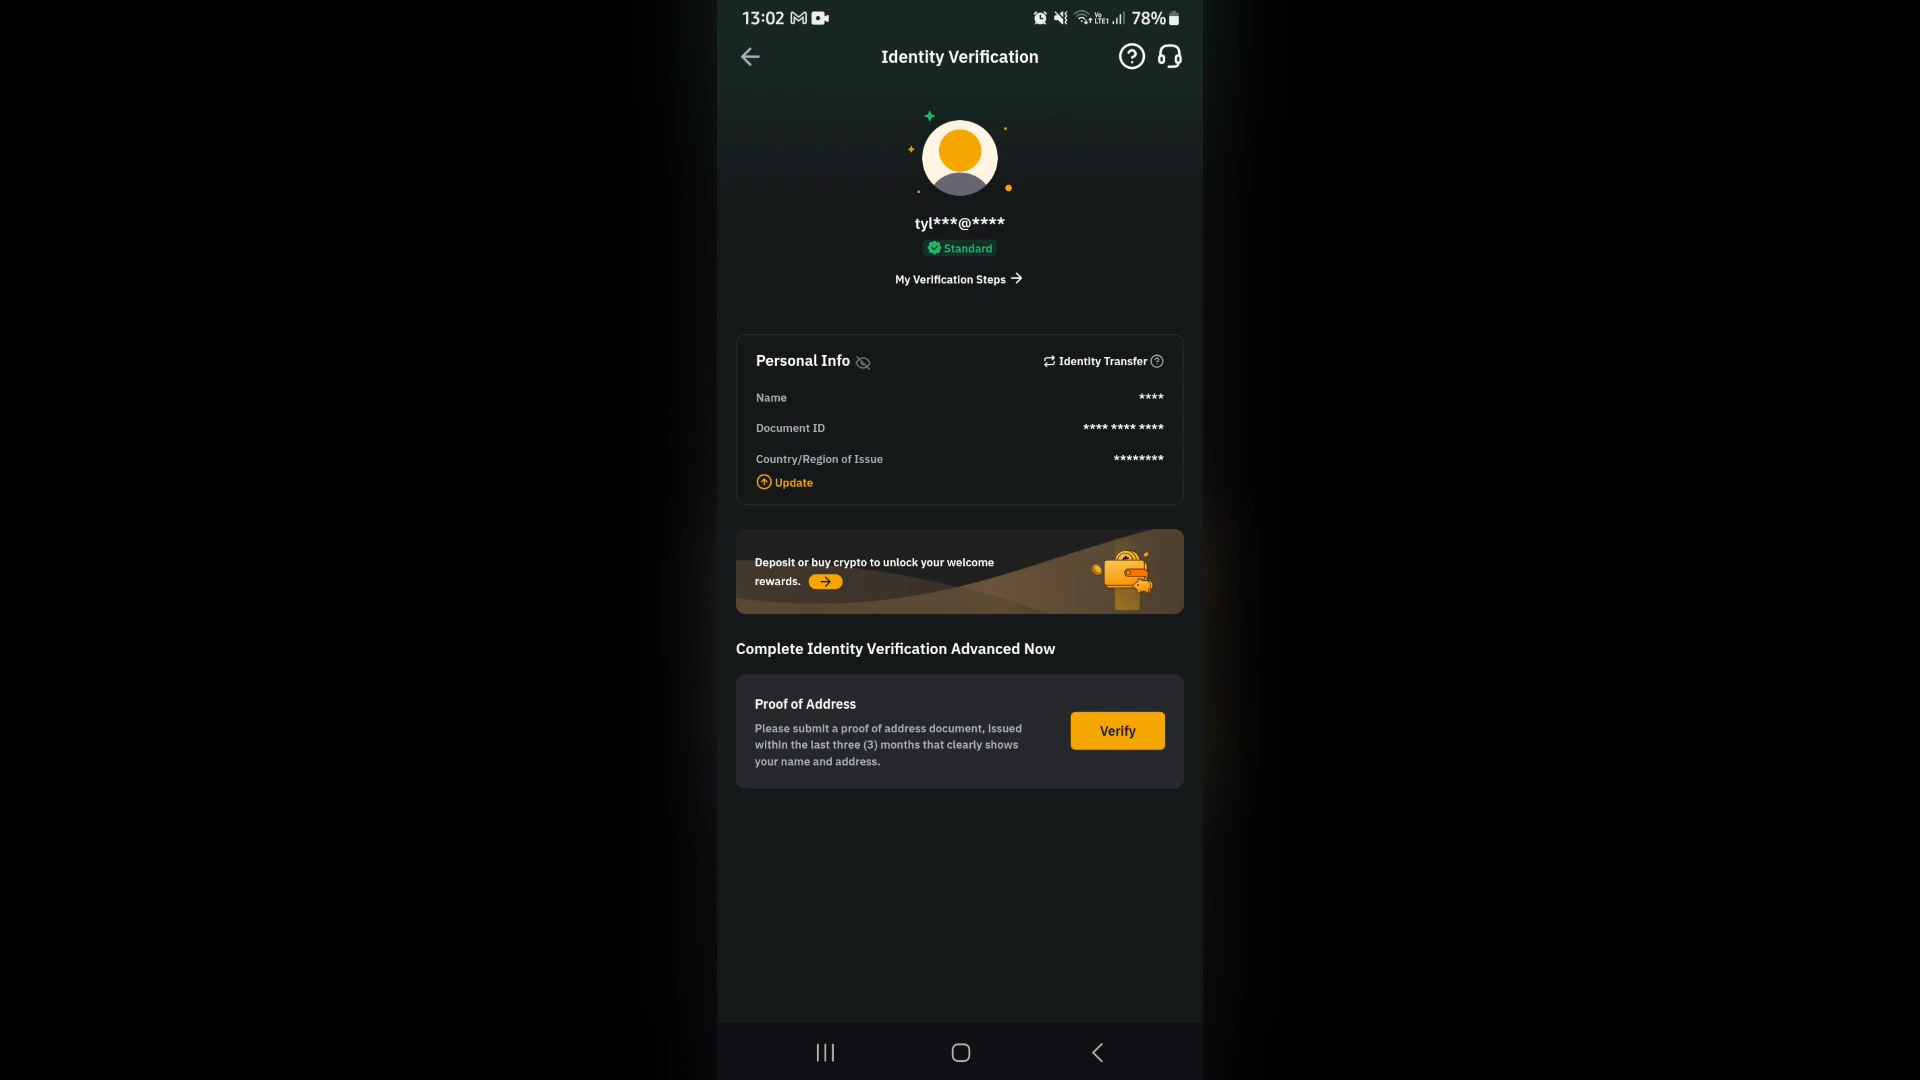 13:02 78%
Identity Verification
tyl***@****
Standard
My Verification Steps
Personal Info
Identity Transfer
Name ****
Document ID **** **** ****
Country/Region of Issue ********
Update
Deposit or buy crypto to unlock your welcome
rewards.
Complete Identity Verification Advanced Now
Proof of Address
Please submit a proof of address document, issued
within the last three (3) months that clearly shows
your name and address.
Verify